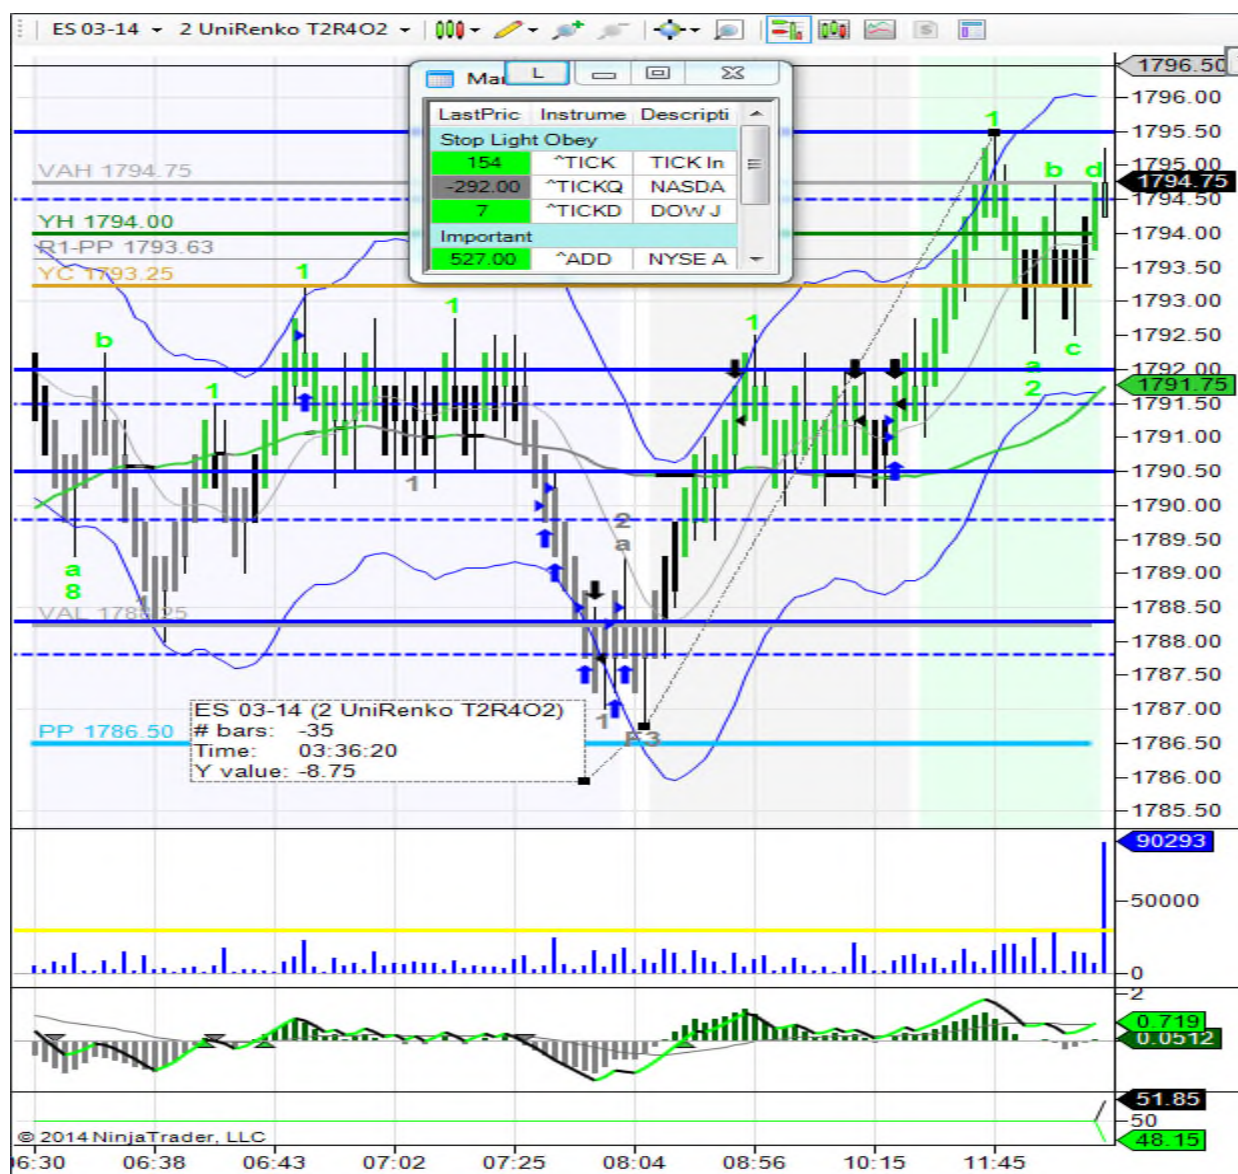 ES 03-14 2 UniRenko T2R4O2
L
LastPric Instrume Descripti
Stop Light Obey
154 ^TICK TICK In
-292.00 ^TICKQ NASDA
7 ^TICKD DOW J
Important
527.00 ^ADD NYSE A
VAH 1794.75
YH 1794.00
R1-PP 1793.63
YC 1793.25
VAL 1788.25
PP 1786.50
1
b
1
1
a
8
1
1
2
a
1
F3
1
1
b
d
a
2
c
ES 03-14 (2 UniRenko T2R4O2)
# bars: -35
Time: 03:36:20
Y value: -8.75
1796.50
1796.00
1795.50
1795.00
1794.75
1794.50
1794.00
1793.50
1793.00
1792.50
1792.00
1791.75
1791.50
1791.00
1790.50
1790.00
1789.50
1789.00
1788.50
1788.00
1787.50
1787.00
1786.50
1786.00
1785.50
90293
50000
0
2
0.719
0.0512
51.85
50
48.15
© 2014 NinjaTrader, LLC
06:38 06:43 07:02 07:25 08:04 08:56 10:15 11:45